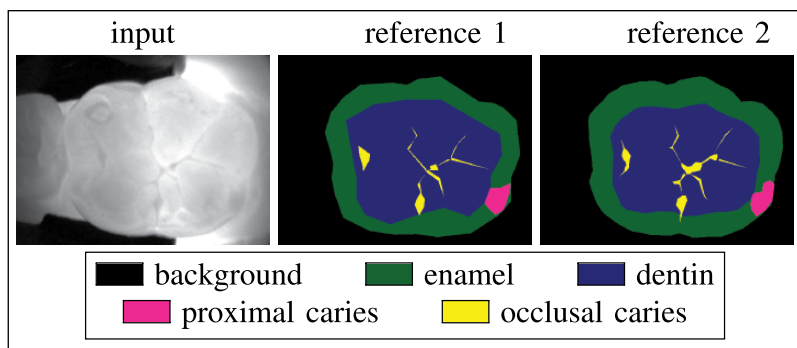 input reference 1 reference 2
background enamel dentin
proximal caries occlusal caries